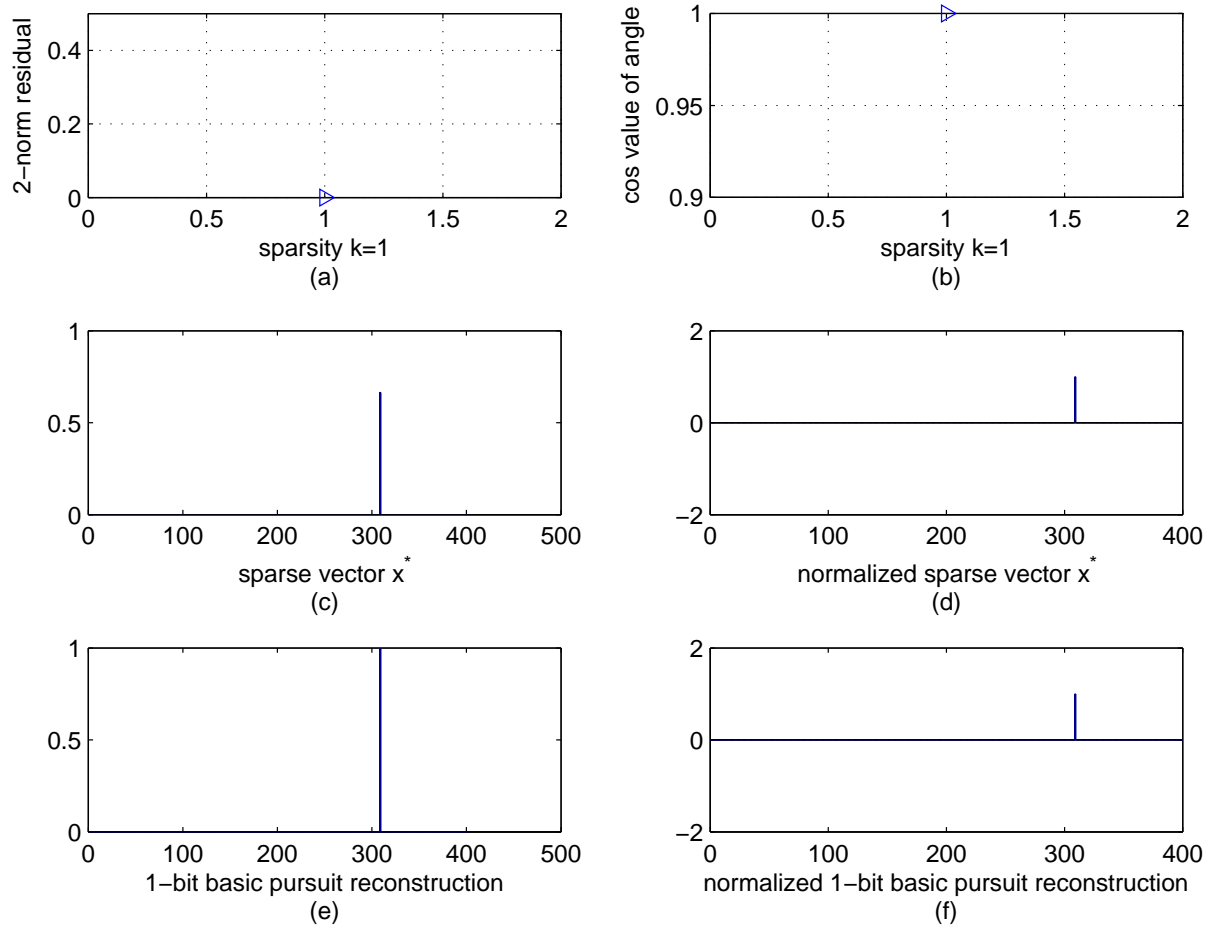 2−norm residual
0.4
0.2
0
0 0.5 1 1.5 2
sparsity k=1
(a)
cos value of angle
1
0.95
0.9
0 0.5 1 1.5 2
sparsity k=1
(b)
1
0.5
0
0 100 200 300 400 500
sparse vector x*
(c)
2
0
−2
0 100 200 300 400
normalized sparse vector x*
(d)
1
0.5
0
0 100 200 300 400 500
1−bit basic pursuit reconstruction
(e)
2
0
−2
0 100 200 300 400
normalized 1−bit basic pursuit reconstruction
(f)